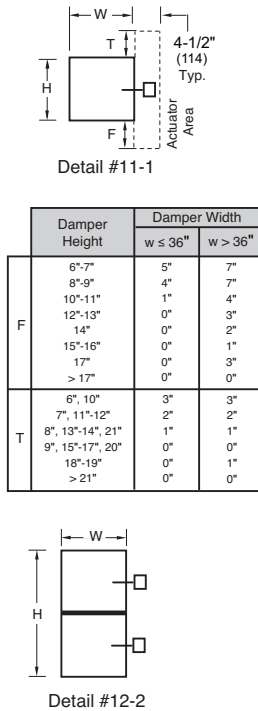 W
T
4-1/2"
(114)
Typ.
H
F
Actuator
Area
Detail #11-1
Damper Height Damper Width
w ≤ 36" w > 36"
F
6"-7" 5" 7"
8"-9" 4" 7"
10"-11" 1" 4"
12"-13" 0" 3"
14" 0" 2"
15"-16" 0" 1"
17" 0" 3"
> 17" 0" 0"
T
6", 10" 3" 3"
7", 11"-12" 2" 2"
8", 13"-14", 21" 1" 1"
9", 15"-17", 20" 0" 0"
18"-19" 0" 1"
> 21" 0" 0"
W
H
Detail #12-2